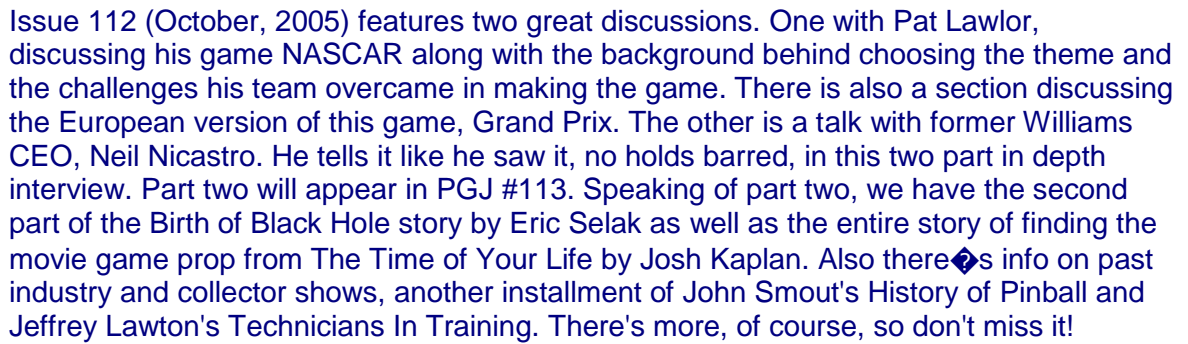 Issue 112 (October, 2005) features two great discussions. One with Pat Lawlor,
discussing his game NASCAR along with the background behind choosing the theme and
the challenges his team overcame in making the game. There is also a section discussing
the European version of this game, Grand Prix. The other is a talk with former Williams
CEO, Neil Nicastro. He tells it like he saw it, no holds barred, in this two part in depth
interview. Part two will appear in PGJ #113. Speaking of part two, we have the second
part of the Birth of Black Hole story by Eric Selak as well as the entire story of finding the
movie game prop from The Time of Your Life by Josh Kaplan. Also there�s info on past
industry and collector shows, another installment of John Smout's History of Pinball and
Jeffrey Lawton's Technicians In Training. There's more, of course, so don't miss it!